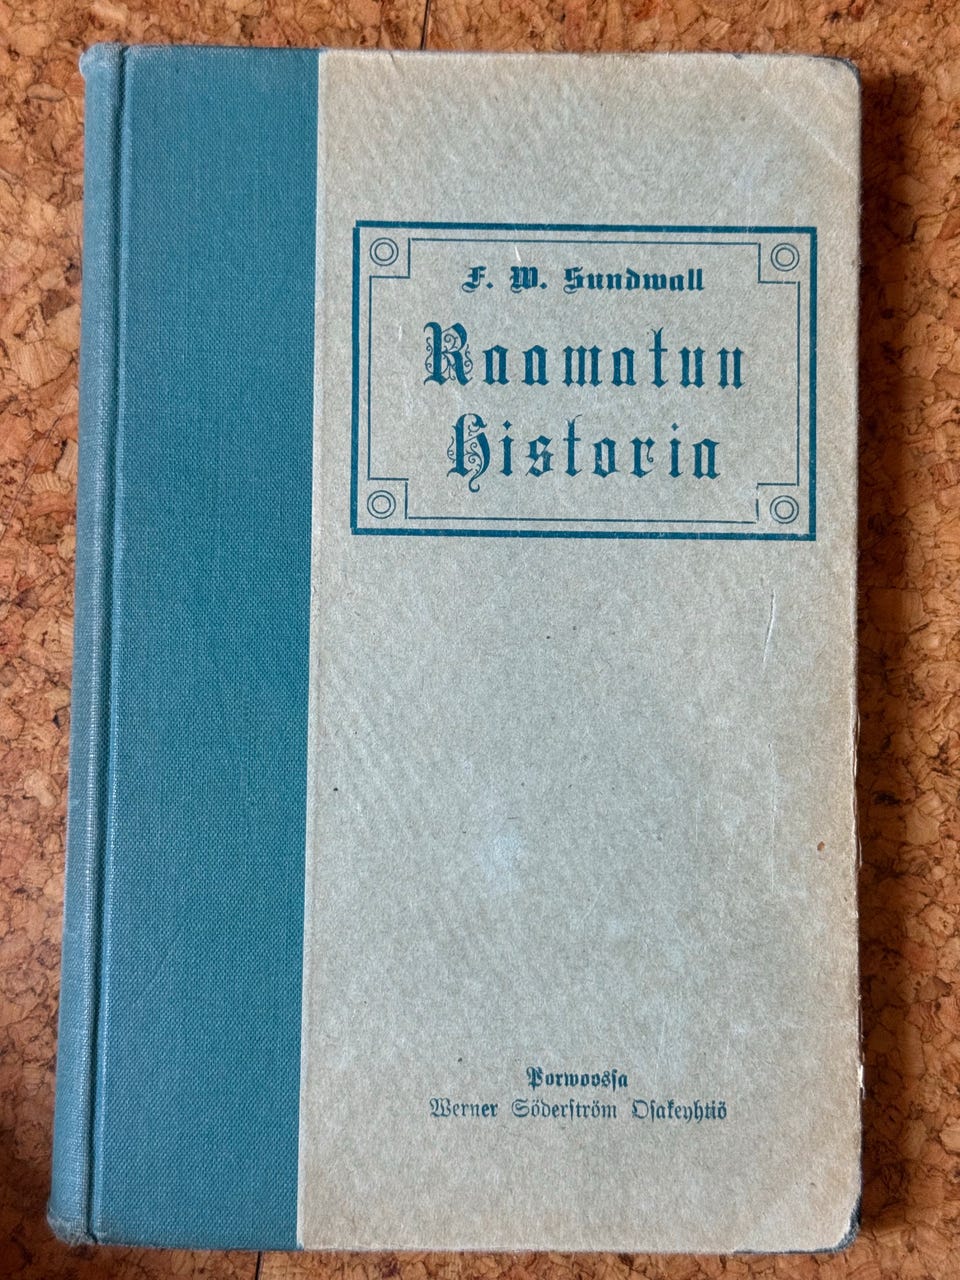 F. W. Sundwall
Raamatun
Historia
Porwoossa
Werner Söderström Osakeyhtiö